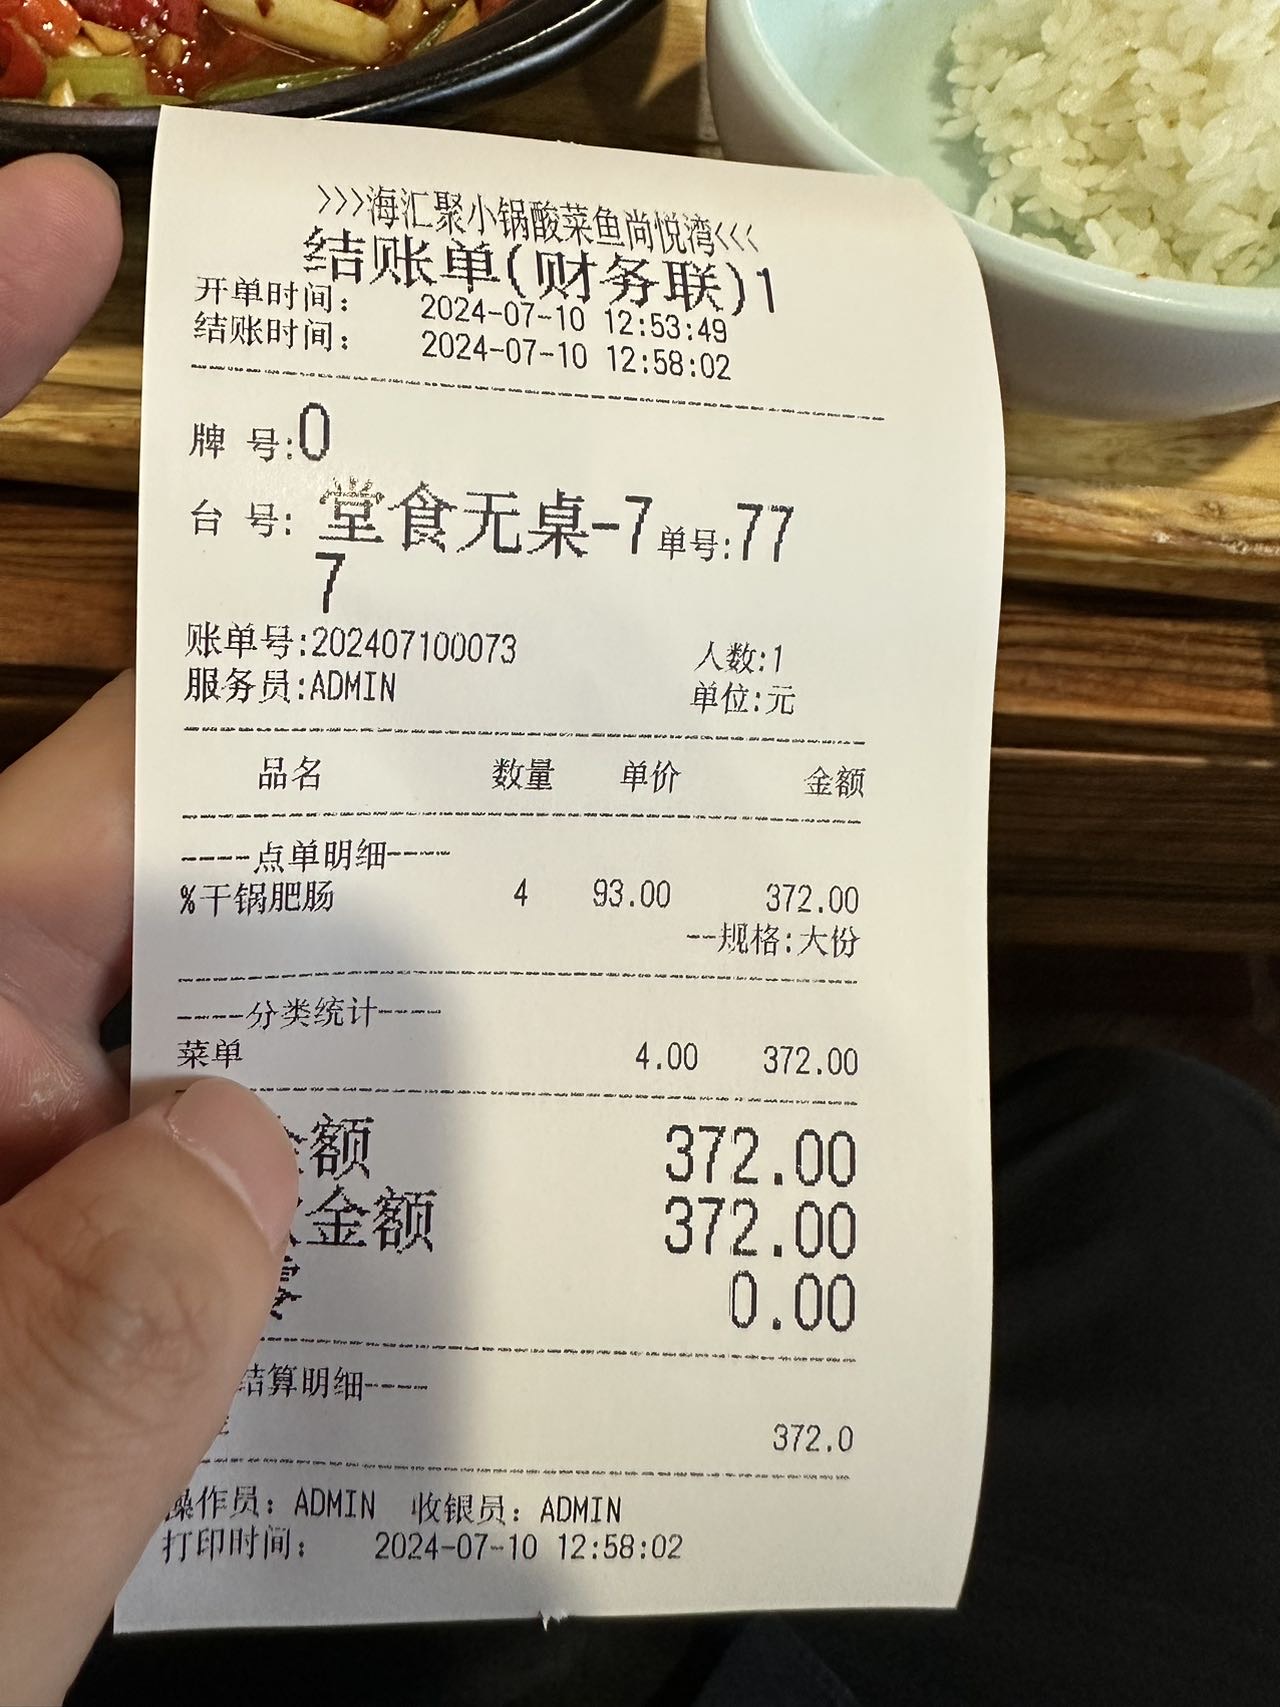 >>>海汇聚小锅酸菜鱼尚悦湾<<<
结账单(财务联)1
开单时间: 2024-07-10 12:53:49
结账时间: 2024-07-10 12:58:02
牌 号:0
台 号: 堂食无桌-7 单号:77
7
账单号:202407100073 人数:1
服务员:ADMIN 单位:元
品名 数量 单价 金额
----点单明细----
%干锅肥肠 4 93.00 372.00
--规格:大份
----分类统计----
菜单 4.00 372.00
额 372.00
金额 372.00
0.00
结算明细----
372.0
操作员: ADMIN 收银员: ADMIN
打印时间: 2024-07-10 12:58:02